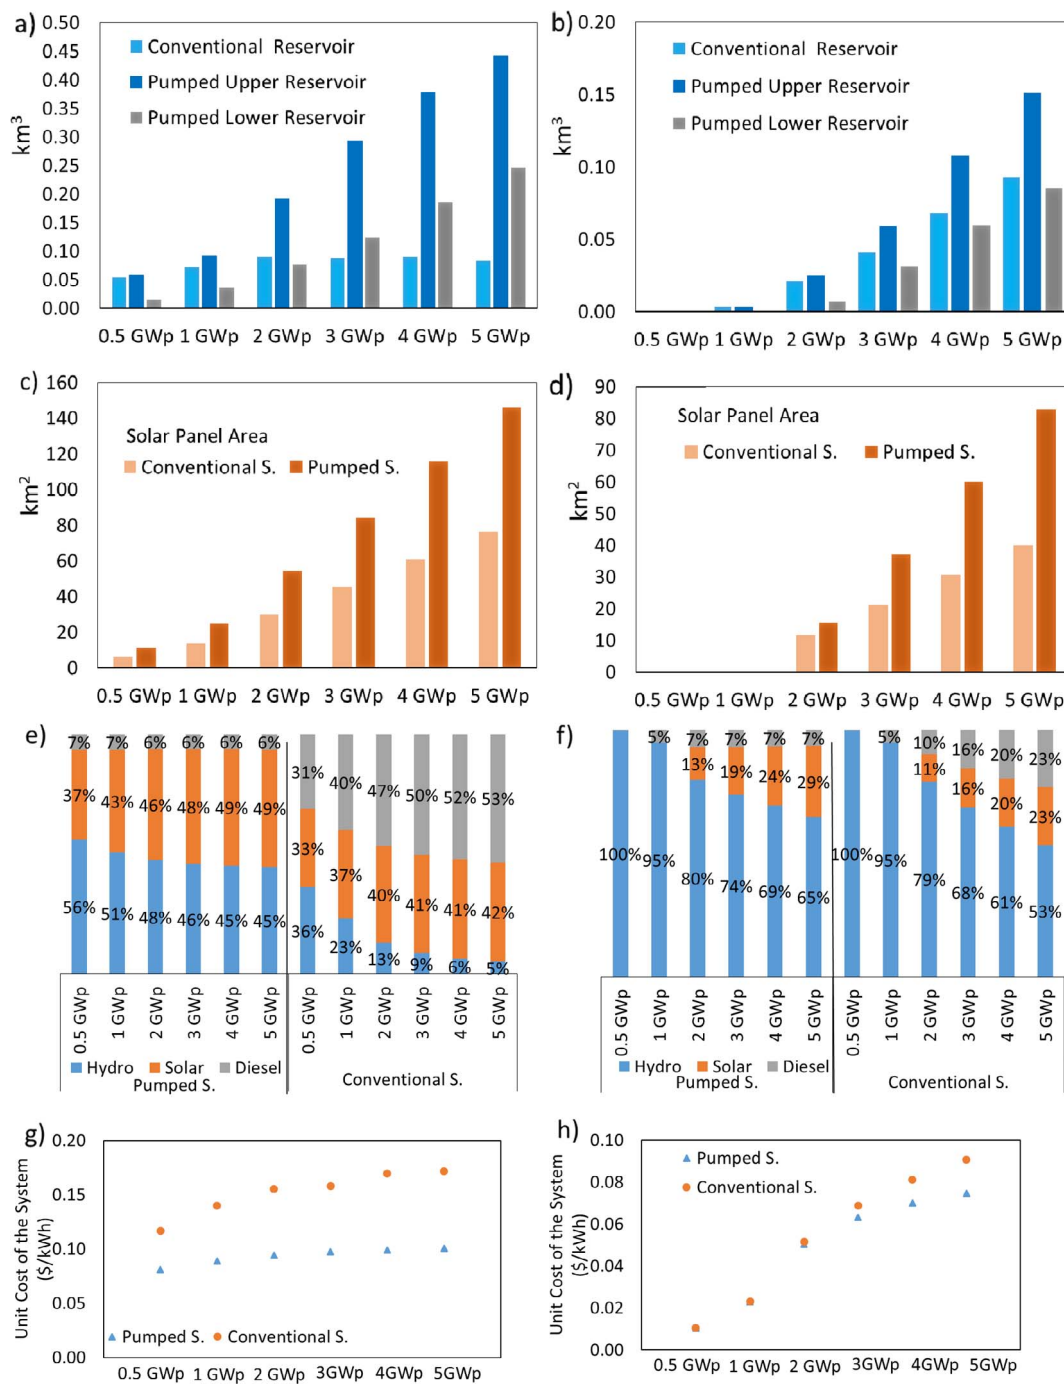 a)
0.50
0.45
0.40
0.35
0.30
0.25
0.20
0.15
0.10
0.05
0.00
km³
Conventional Reservoir
Pumped Upper Reservoir
Pumped Lower Reservoir
0.5 GWp 1 GWp 2 GWp 3 GWp 4 GWp 5 GWp
b)
0.20
0.15
0.10
0.05
0.00
km³
Conventional Reservoir
Pumped Upper Reservoir
Pumped Lower Reservoir
0.5 GWp 1 GWp 2 GWp 3 GWp 4 GWp 5 GWp
c)
160
140
120
100
80
60
40
20
0
km²
Solar Panel Area
Conventional S. Pumped S.
0.5 GWp 1 GWp 2 GWp 3 GWp 4 GWp 5 GWp
d)
90
80
70
60
50
40
30
20
10
0
km²
Solar Panel Area
Conventional S. Pumped S.
0.5 GWp 1 GWp 2 GWp 3 GWp 4 GWp 5 GWp
e)
7% 7% 6% 6% 6% 6%
37% 43% 46% 48% 49% 49%
56% 51% 48% 46% 45% 45%
31% 40% 47% 50% 52% 53%
33% 37% 40% 41% 41% 42%
36% 23% 13% 9% 6% 5%
0.5 GWp 1 GWp 2 GWp 3 GWp 4 GWp 5 GWp
0.5 GWp 1 GWp 2 GWp 3 GWp 4 GWp 5 GWp
Hydro Solar Diesel
Pumped S.
Conventional S.
f)
5% 7% 7% 7% 7%
13% 19% 24% 29%
100% 95% 80% 74% 69% 65%
5% 10% 16% 20% 23%
11% 16% 20% 23%
100% 95% 79% 68% 61% 53%
0.5 GWp 1 GWp 2 GWp 3 GWp 4 GWp 5 GWp
0.5 GWp 1 GWp 2 GWp 3 GWp 4 GWp 5 GWp
Hydro Solar Diesel
Pumped S.
Conventional S.
g)
0.20
0.15
0.10
0.05
0.00
Unit Cost of the System
($/kWh)
Pumped S. Conventional S.
0.5 GWp 1 GWp 2 GWp 3GWp 4GWp 5GWp
h)
0.10
0.08
0.06
0.04
0.02
0.00
Unit Cost of the System
($/kWh)
Pumped S.
Conventional S.
0.5 GWp 1 GWp 2 GWp 3GWp 4GWp 5GWp